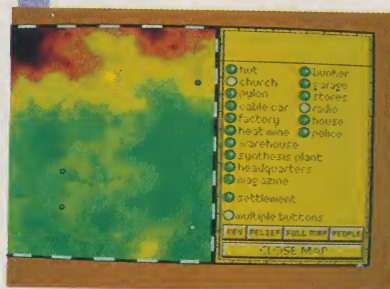 hut
church
pylon
cable car
factory
heat mine
warehouse
synthesis plant
headquarters
magazine
settlement
multiple buttons
bunker
garage
stores
radio
house
police
KEY RELIEF FULL MAP PEOPLE
CLOSE MAP